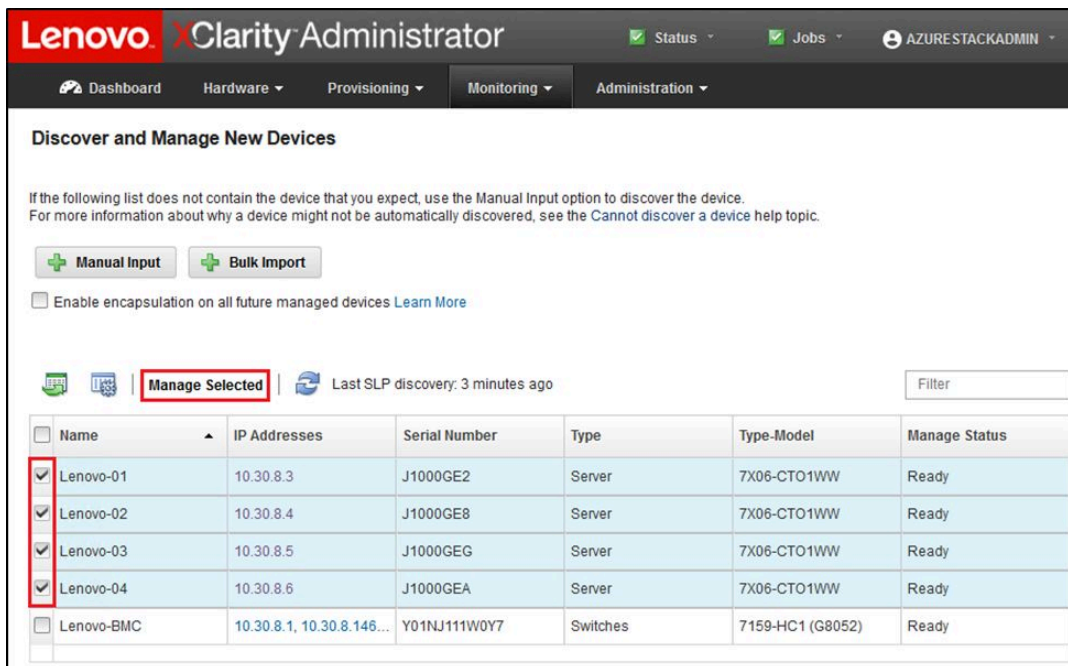 Lenovo. XClarity Administrator Status Jobs AZURESTACKADMIN
Dashboard Hardware Provisioning Monitoring Administration
Discover and Manage New Devices
If the following list does not contain the device that you expect, use the Manual Input option to discover the device.
For more information about why a device might not be automatically discovered, see the Cannot discover a device help topic.
Manual Input Bulk Import
Enable encapsulation on all future managed devices Learn More
Manage Selected Last SLP discovery: 3 minutes ago Filter
Name IP Addresses Serial Number Type Type-Model Manage Status
Lenovo-01 10.30.8.3 J1000GE2 Server 7X06-CTO1WW Ready
Lenovo-02 10.30.8.4 J1000GE8 Server 7X06-CTO1WW Ready
Lenovo-03 10.30.8.5 J1000GEG Server 7X06-CTO1WW Ready
Lenovo-04 10.30.8.6 J1000GEA Server 7X06-CTO1WW Ready
Lenovo-BMC 10.30.8.1, 10.30.8.146... Y01NJ111W0Y7 Switches 7159-HC1 (G8052) Ready